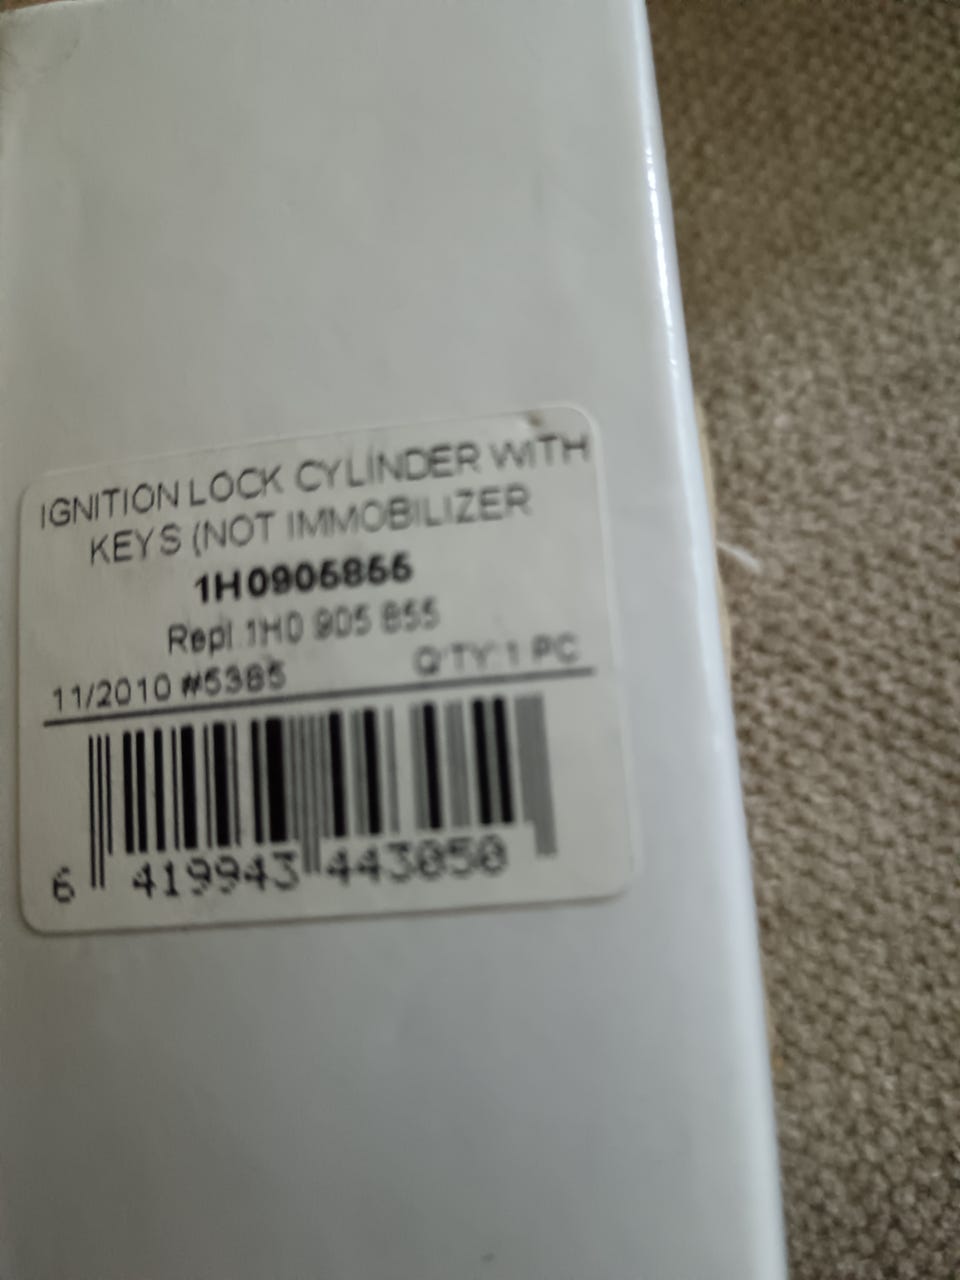 IGNITION LOCK CYLINDER WITH
KEYS (NOT IMMOBILIZER
1H0905855
Repl.1H0 905 855
11/2010 #5385 Q'TY:1 PC
6 419943 443050